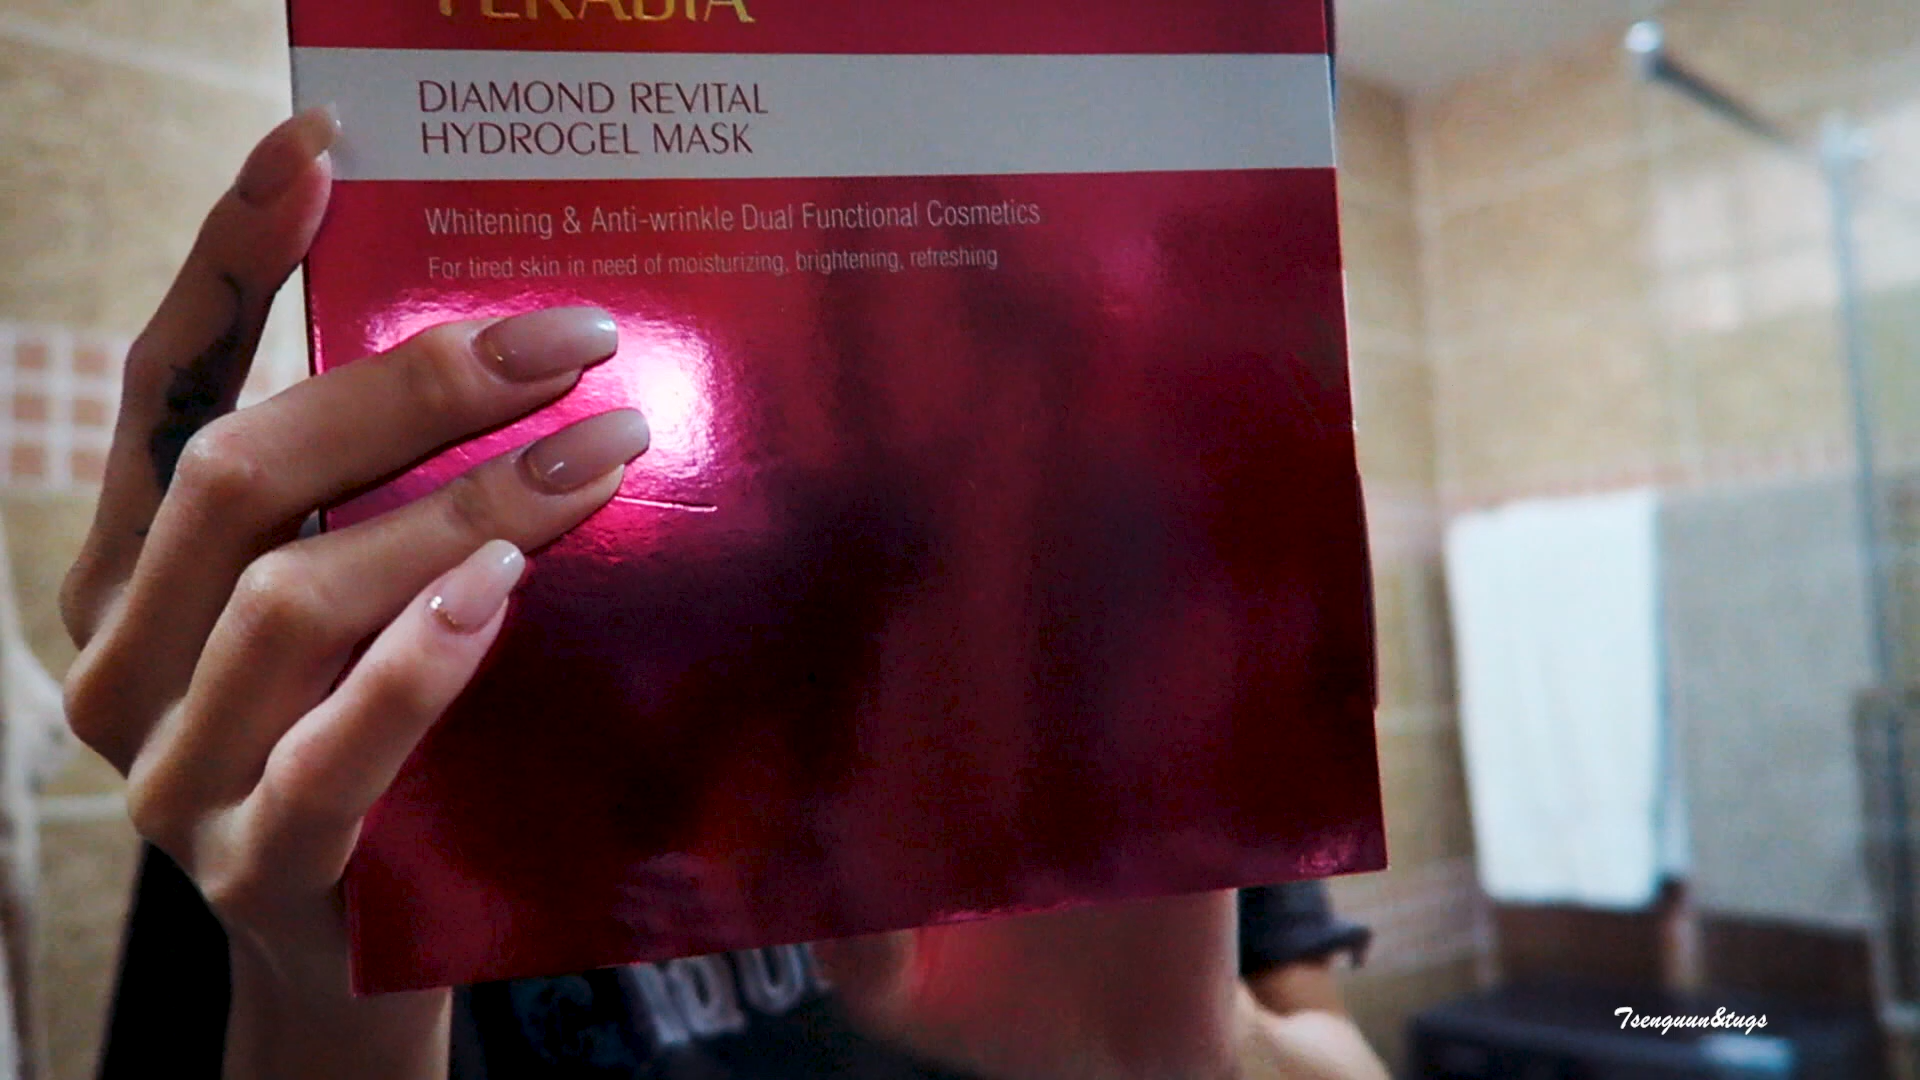 DIAMOND REVITAL
HYDROGEL MASK
Whitening & Anti-wrinkle Dual Functional Cosmetics
For tired skin in need of moisturizing, brightening, refreshing
Tsenguun&tugs